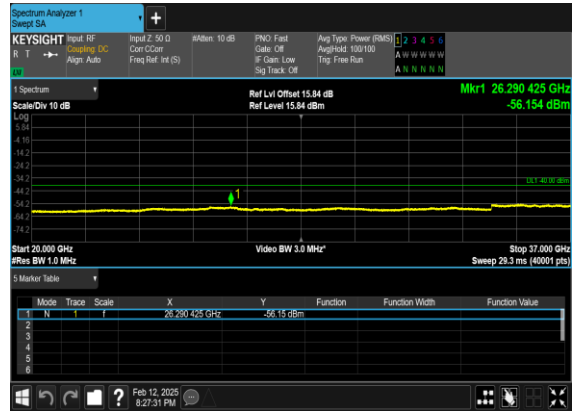 Spectrum Analyzer 1
Swept SA
+
KEYSIGHT Input: RF Input Z: 50 Ω #Atten: 10 dB PNO: Fast Avg Type: Power (RMS) 1 2 3 4 5 6
R T Coupling: DC Corr CCorr Gate: Off Avg|Hold: 100/100 A W W W W W
Align: Auto Freq Ref: Int (S) IF Gain: Low Trig: Free Run A N N N N N
Sig Track: Off
1 Spectrum Ref Lvl Offset 15.84 dB Mkr1 26.290 425 GHz
Scale/Div 10 dB Ref Level 15.84 dBm -56.154 dBm
Log
5.84
-4.16
-14.2
-24.2
-34.2
-44.2
-54.2
-64.2
-74.2
1
Start 20.000 GHz Video BW 3.0 MHz* Stop 37.000 GHz
#Res BW 1.0 MHz Sweep 29.3 ms (40001 pts)
5 Marker Table
Mode Trace Scale X Y Function Function Width Function Value
1 N 1 f 26.290 425 GHz -56.15 dBm
2
3
4
5
6
? Feb 12, 2025
8:27:31 PM